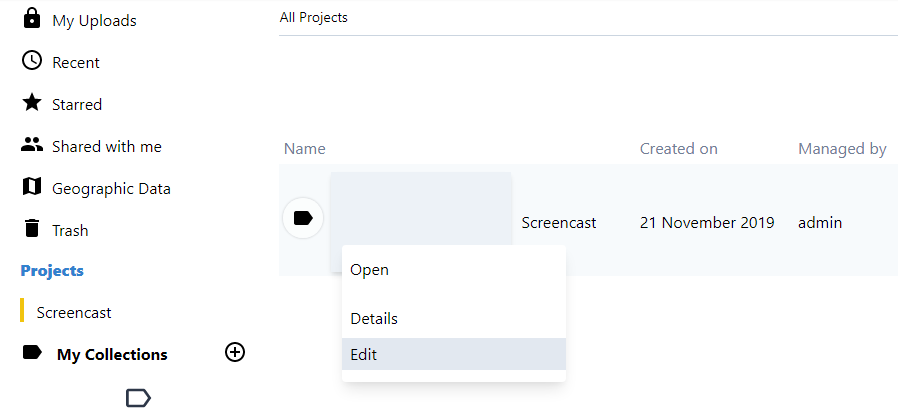 My Uploads
Recent
Starred
Shared with me
Geographic Data
Trash
Projects
Screencast
My Collections
All Projects
Name Created on Managed by
Screencast 21 November 2019 admin
Open
Details
Edit